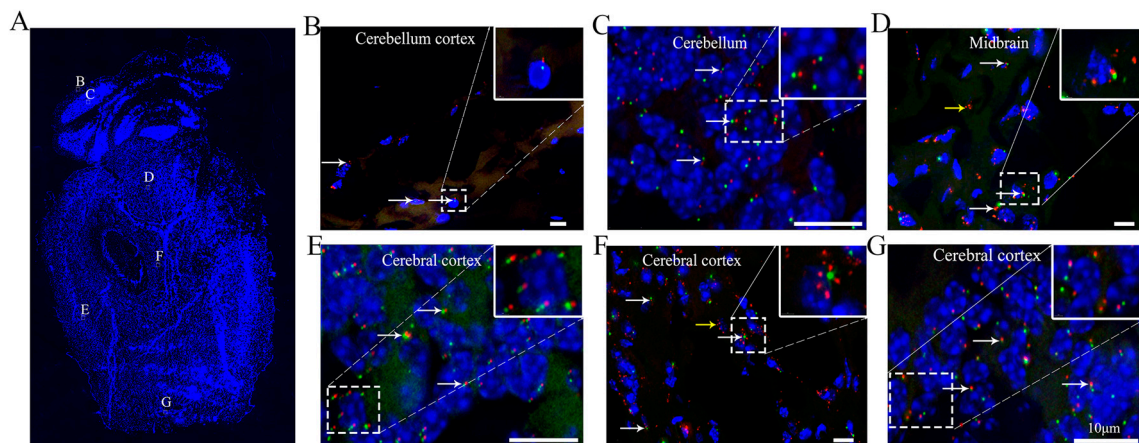 A
B
C
D
E
F
G
B
Cerebellum cortex
C
Cerebellum
D
Midbrain
E
Cerebral cortex
F
Cerebral cortex
G
Cerebral cortex
10μm